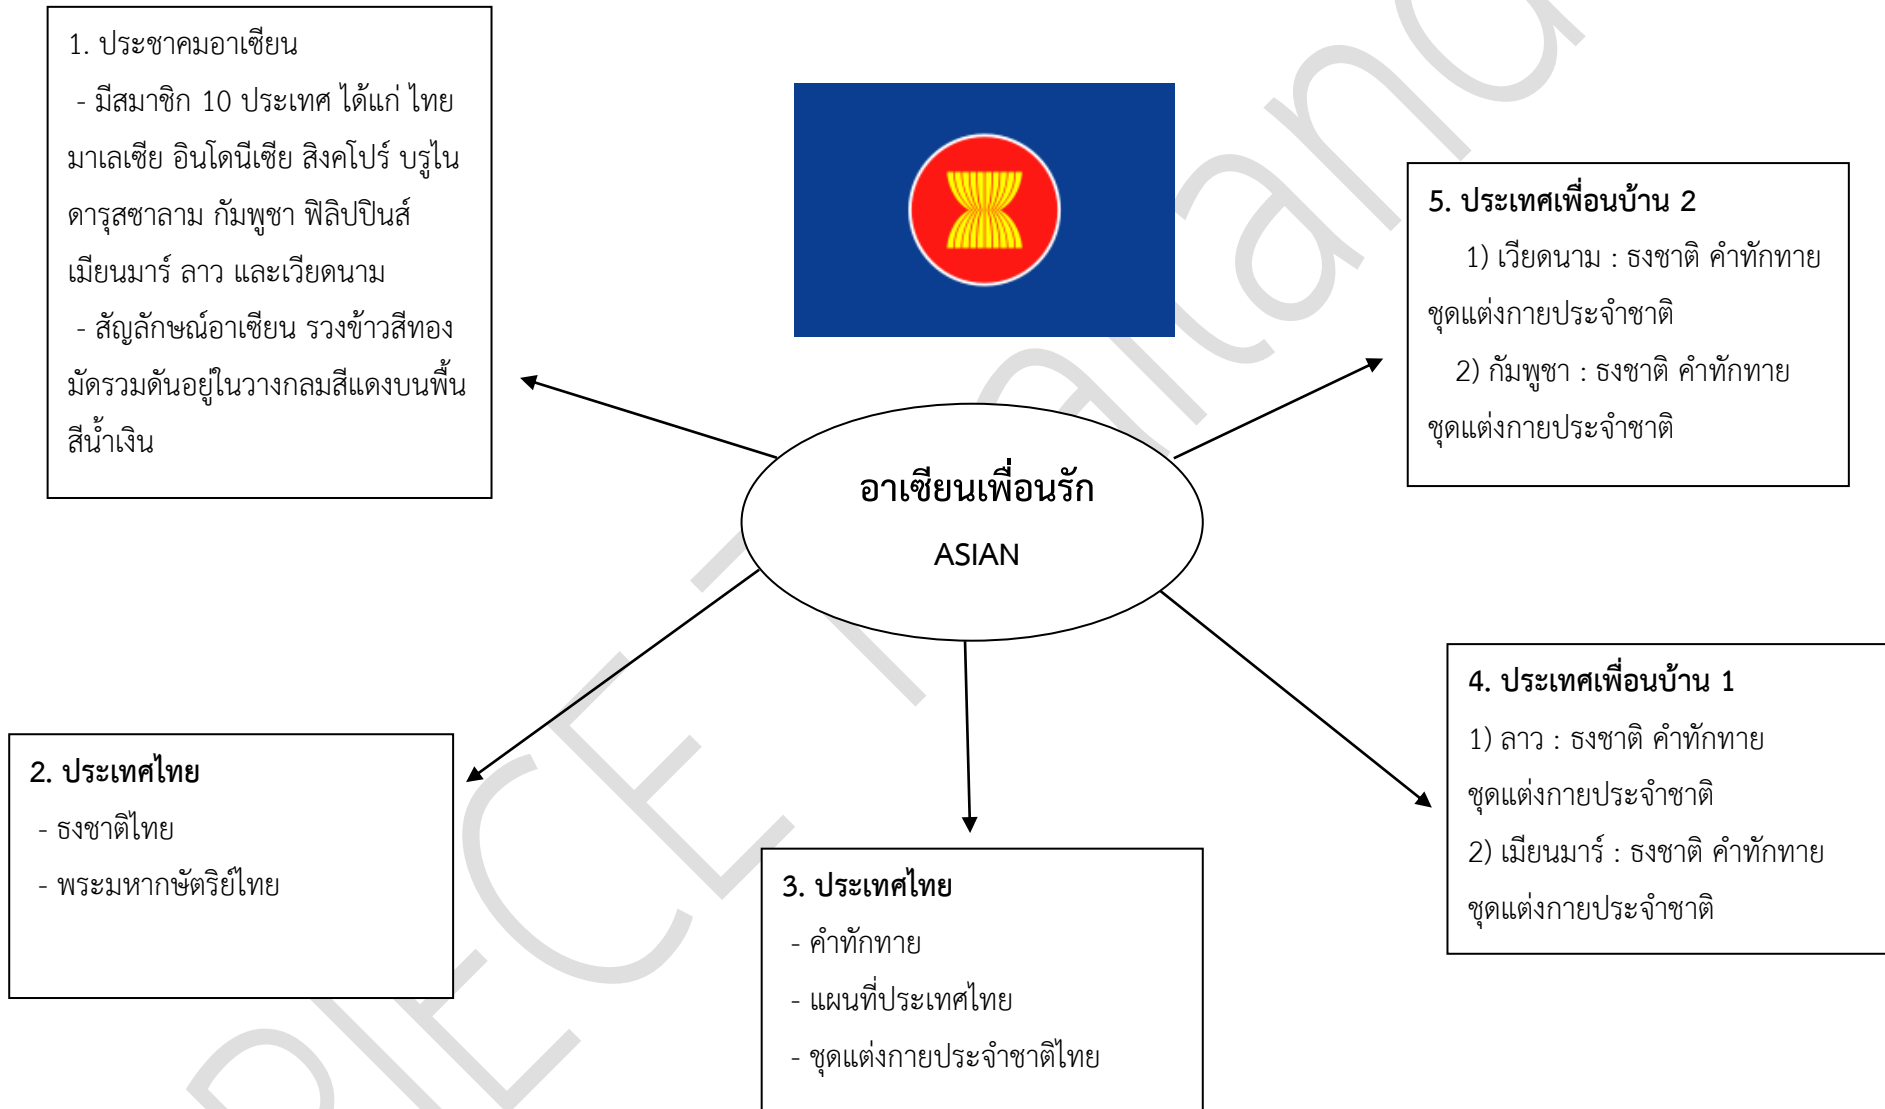 1. ประชาคมอาเซียน
- มีสมาชิก 10 ประเทศ ได้แก่ ไทย
มาเลเซีย อินโดนีเซีย สิงคโปร์ บรูไน
ดารุสซาลาม กัมพูชา ฟิลิปปินส์
เมียนมาร์ ลาว และเวียดนาม
- สัญลักษณ์อาเซียน รวงข้าวสีทอง
มัดรวมดันอยู่ในวางกลมสีแดงบนพื้น
สีน้ำเงิน
อาเซียนเพื่อนรัก
ASIAN
2. ประเทศไทย
- ธงชาติไทย
- พระมหากษัตริย์ไทย
3. ประเทศไทย
- คำทักทาย
- แผนที่ประเทศไทย
- ชุดแต่งกายประจำชาติไทย
4. ประเทศเพื่อนบ้าน 1
1) ลาว : ธงชาติ คำทักทาย
ชุดแต่งกายประจำชาติ
2) เมียนมาร์ : ธงชาติ คำทักทาย
ชุดแต่งกายประจำชาติ
5. ประเทศเพื่อนบ้าน 2
1) เวียดนาม : ธงชาติ คำทักทาย
ชุดแต่งกายประจำชาติ
2) กัมพูชา : ธงชาติ คำทักทาย
ชุดแต่งกายประจำชาติ